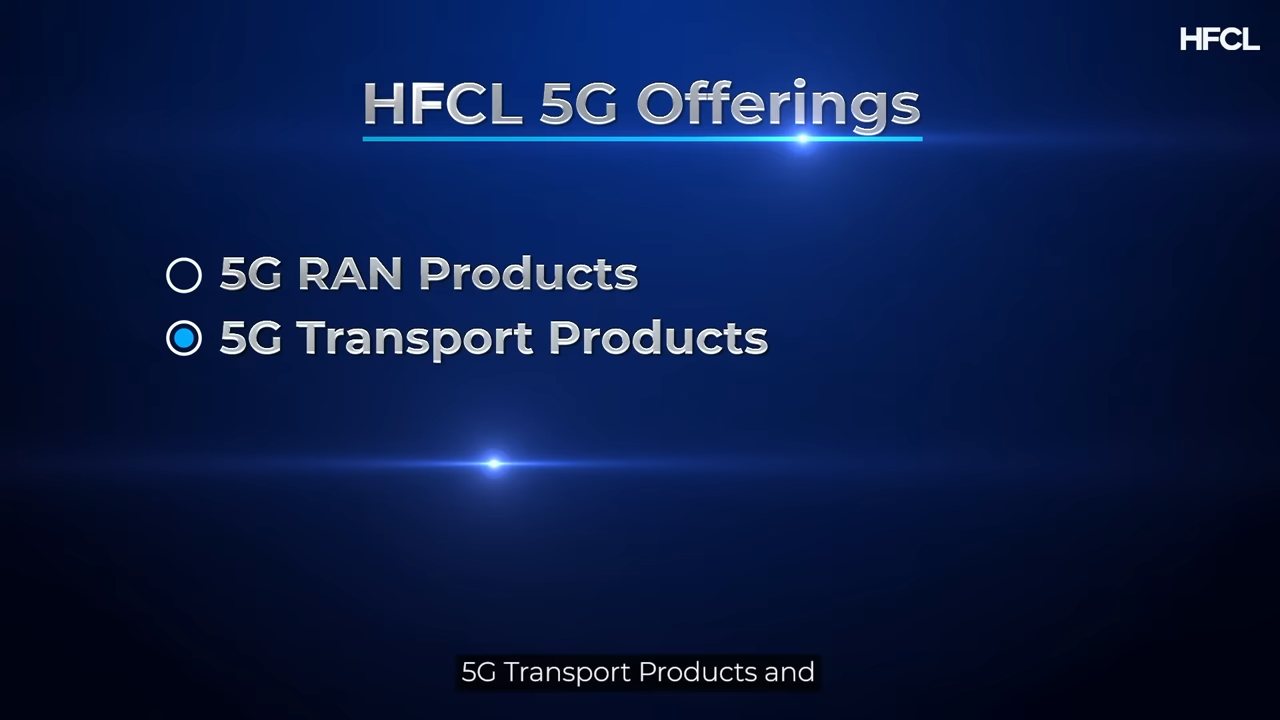 HFCL
HFCL 5G Offerings
5G RAN Products
5G Transport Products
5G Transport Products and